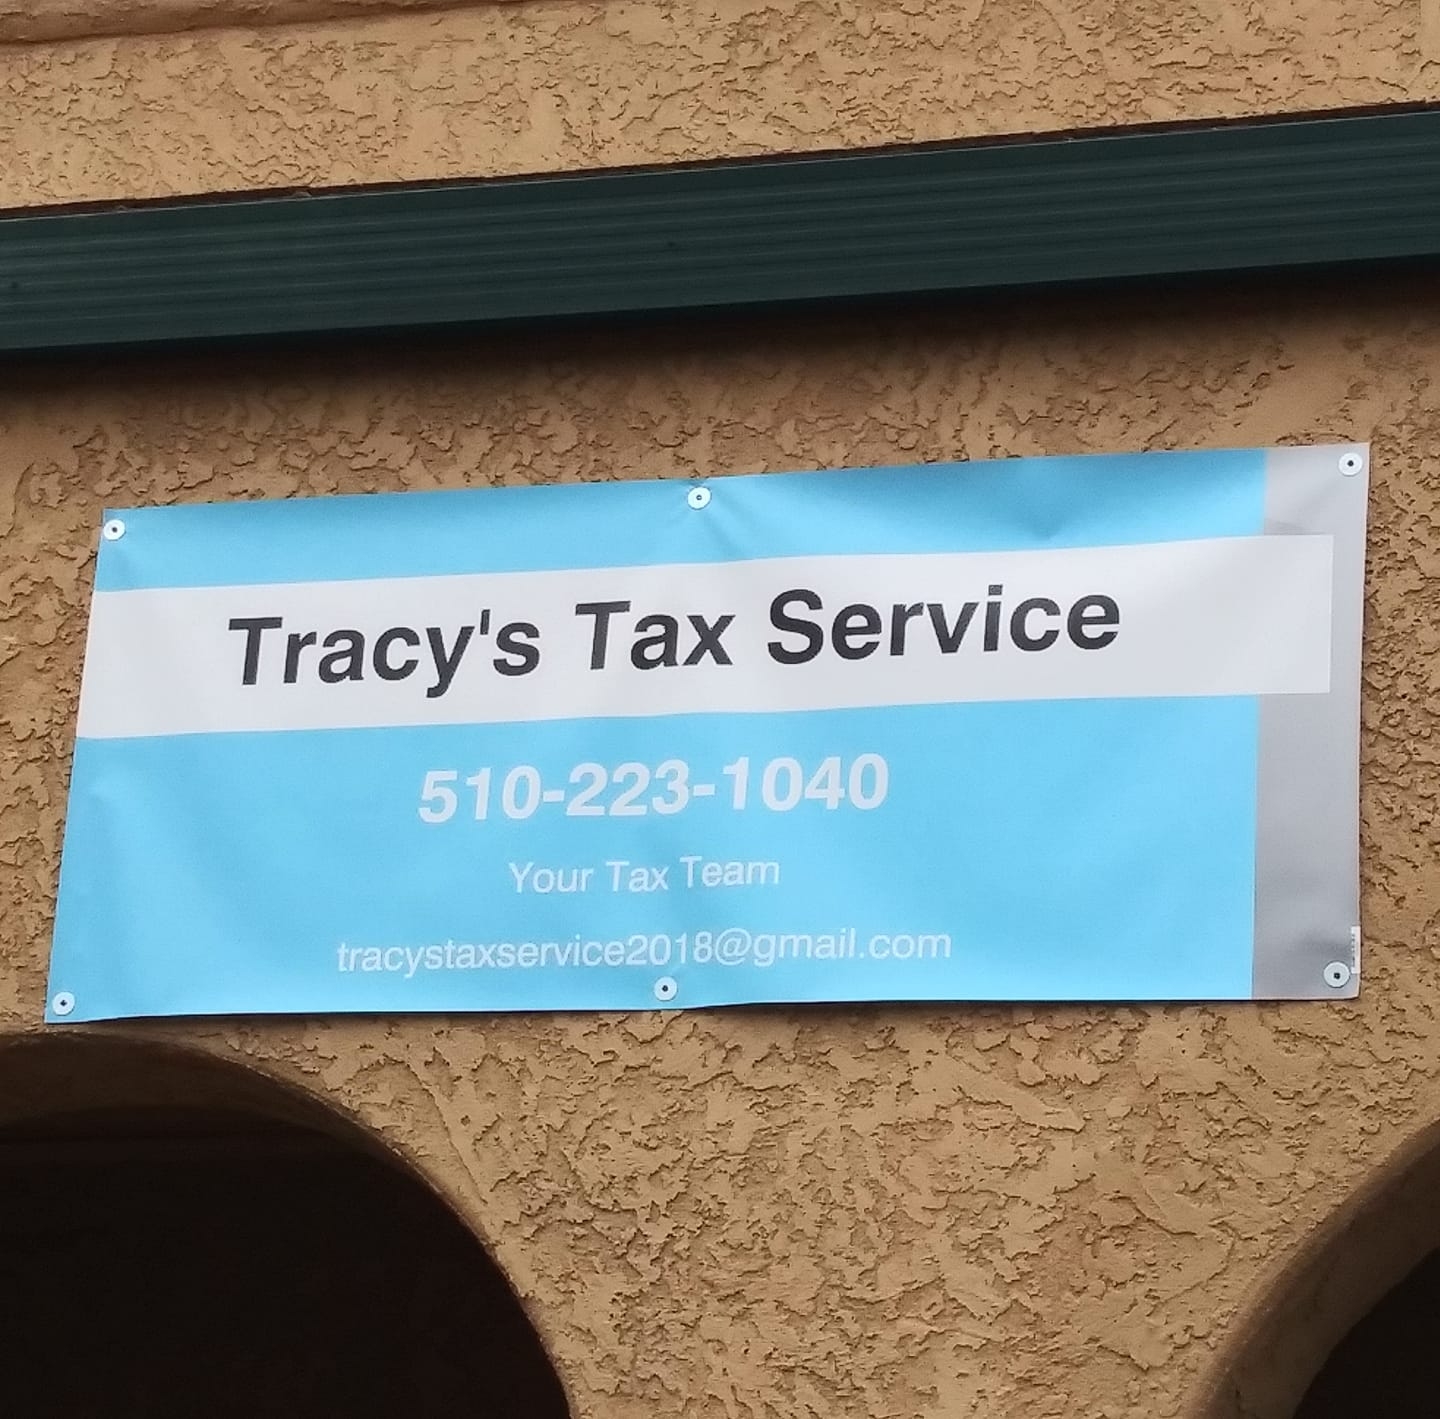 Tracy's Tax Service
510-223-1040
Your Tax Team
tracystaxservice2018@gmail.com